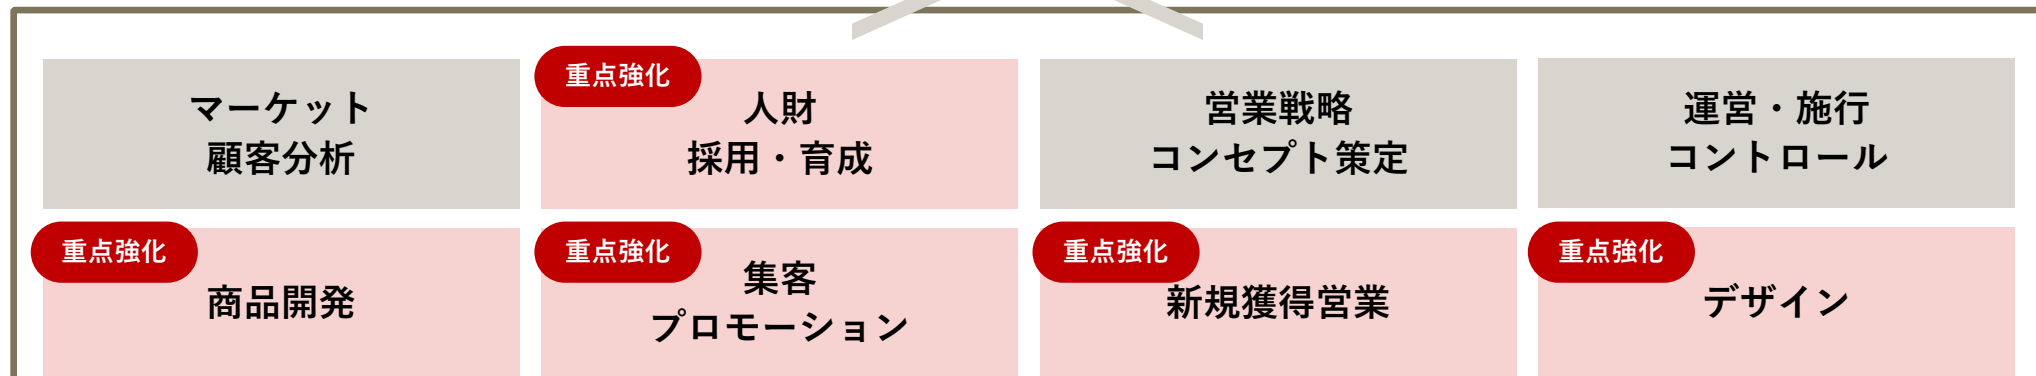 マーケット
顧客分析
重点強化
人財
採用・育成
営業戦略
コンセプト策定
運営・施行
コントロール
重点強化
商品開発
重点強化
集客
プロモーション
重点強化
新規獲得営業
重点強化
デザイン